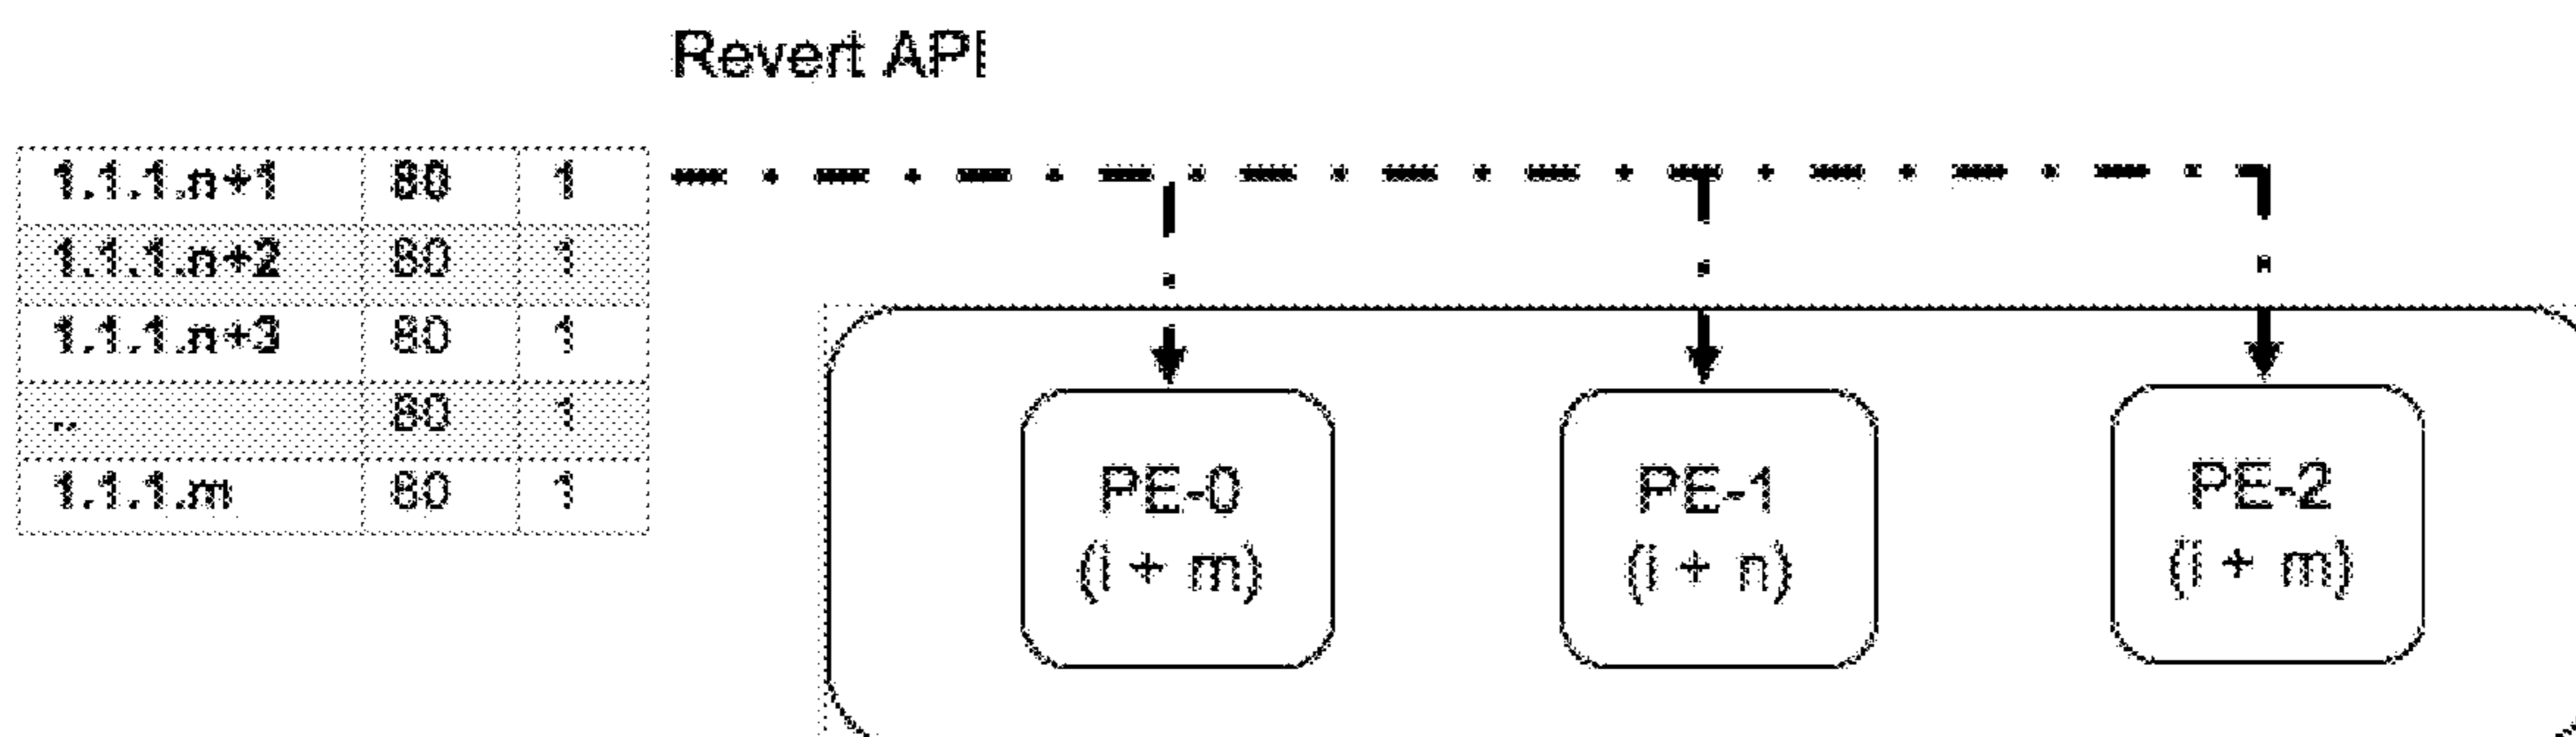 Revert API
1.1.1.n+1 80 1
1.1.1.n+2 80 1
1.1.1.n+3 80 1
.. 80 1
1.1.1.m 80 1
PE-0
(i + m)
PE-1
(i + n)
PE-2
(i + m)